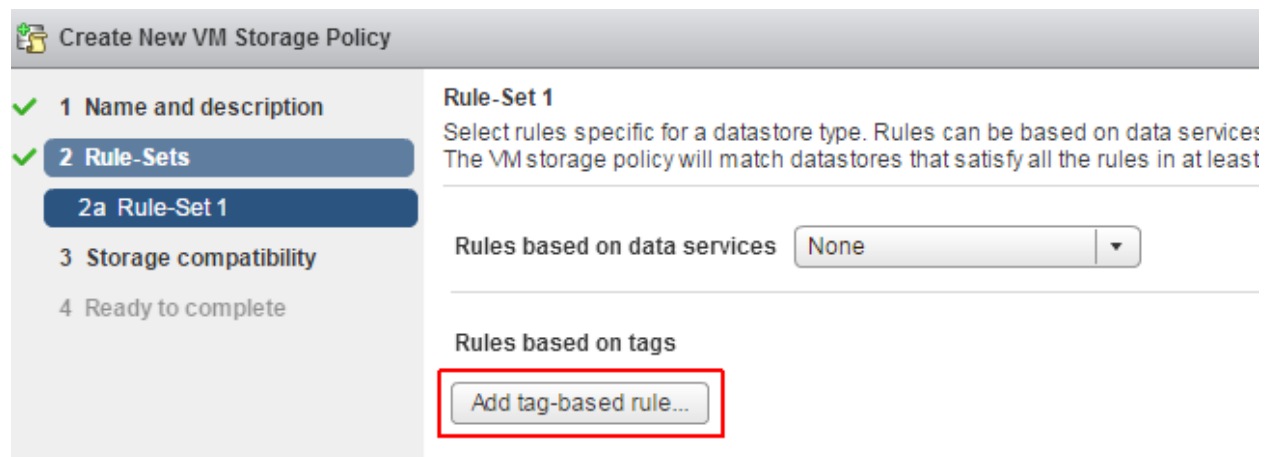 Create New VM Storage Policy
1 Name and description
2 Rule-Sets
2a Rule-Set 1
3 Storage compatibility
4 Ready to complete
Rule-Set 1
Select rules specific for a datastore type. Rules can be based on data services
The VM storage policy will match datastores that satisfy all the rules in at least
Rules based on data services None
Rules based on tags
Add tag-based rule...